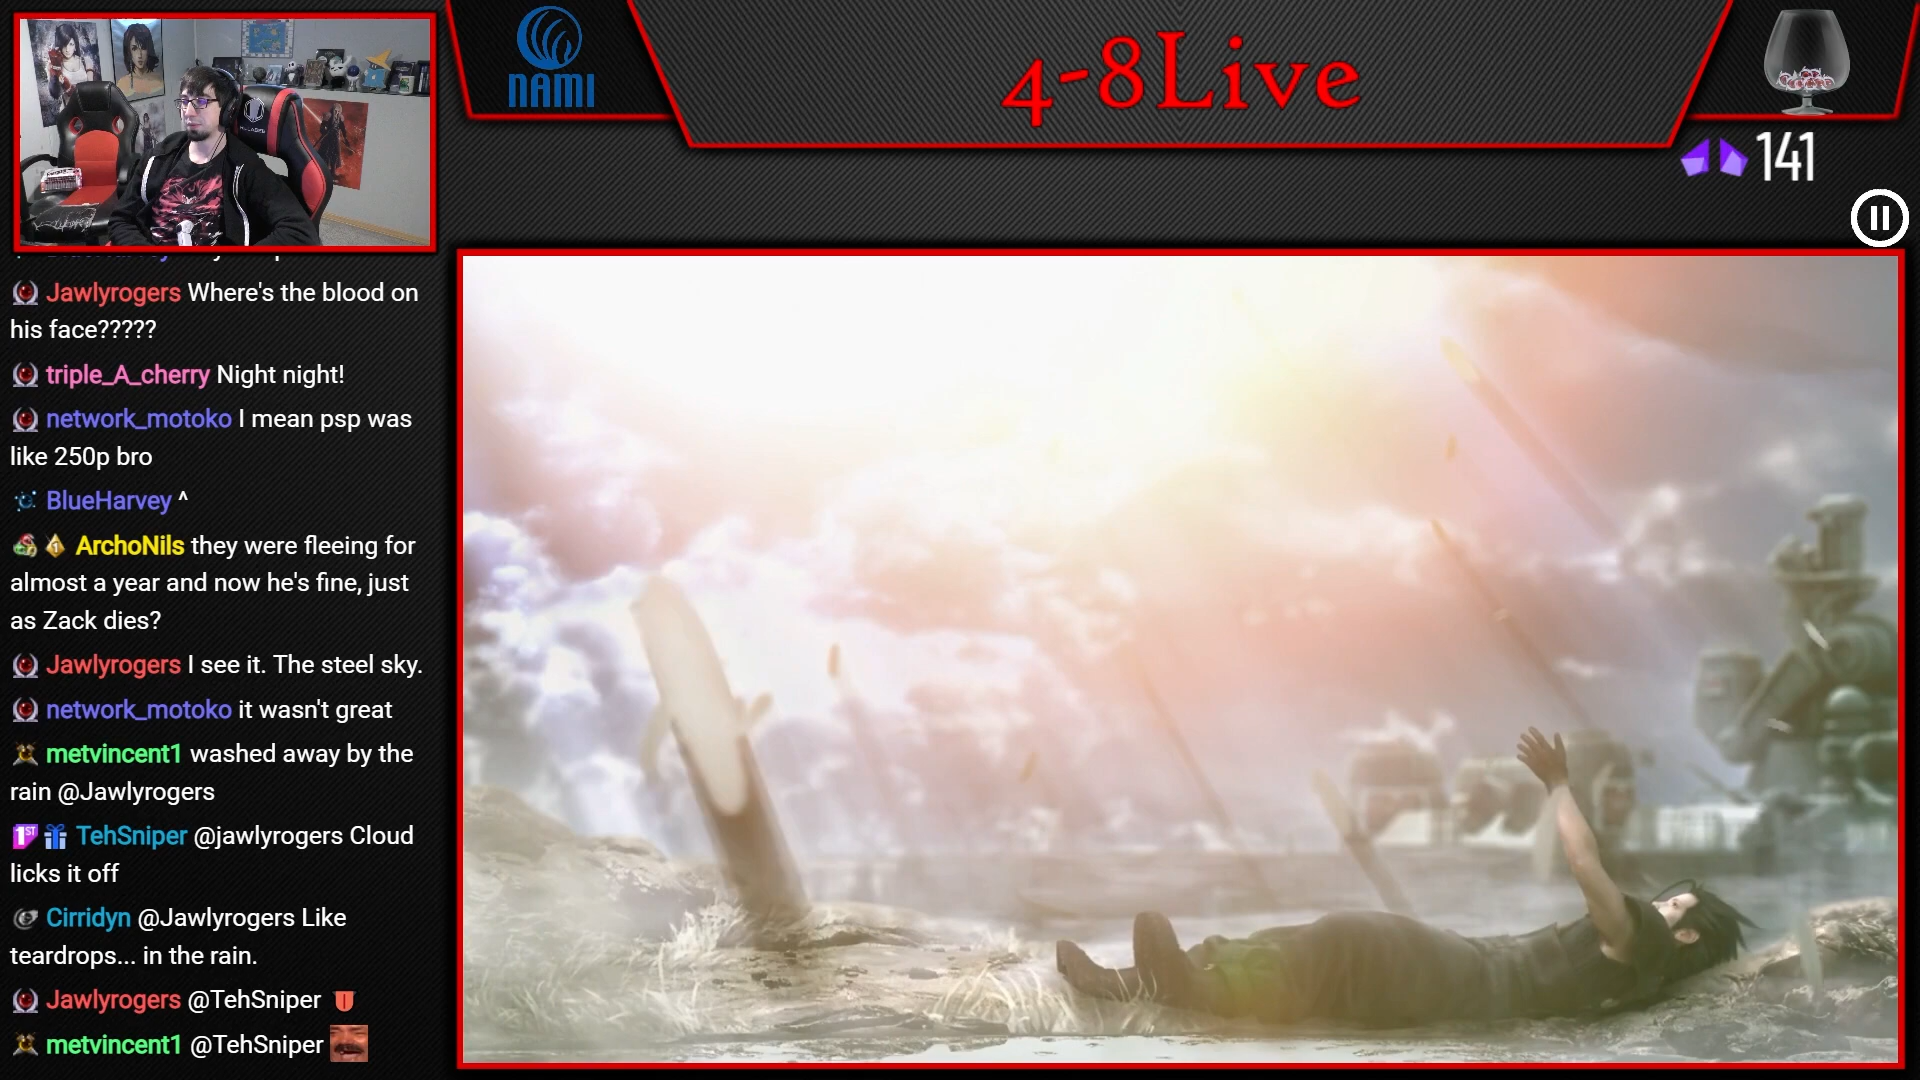 NAMI
4-8Live
141
Jawlyrogers Where's the blood on
his face?????
triple_A_cherry Night night!
network_motoko I mean psp was
like 250p bro
BlueHarvey ^
ArchoNils they were fleeing for
almost a year and now he's fine, just
as Zack dies?
Jawlyrogers I see it. The steel sky.
network_motoko it wasn't great
metvincent1 washed away by the
rain @Jawlyrogers
1ST TehSniper @jawlyrogers Cloud
licks it off
Cirridyn @Jawlyrogers Like
teardrops... in the rain.
Jawlyrogers @TehSniper
metvincent1 @TehSniper